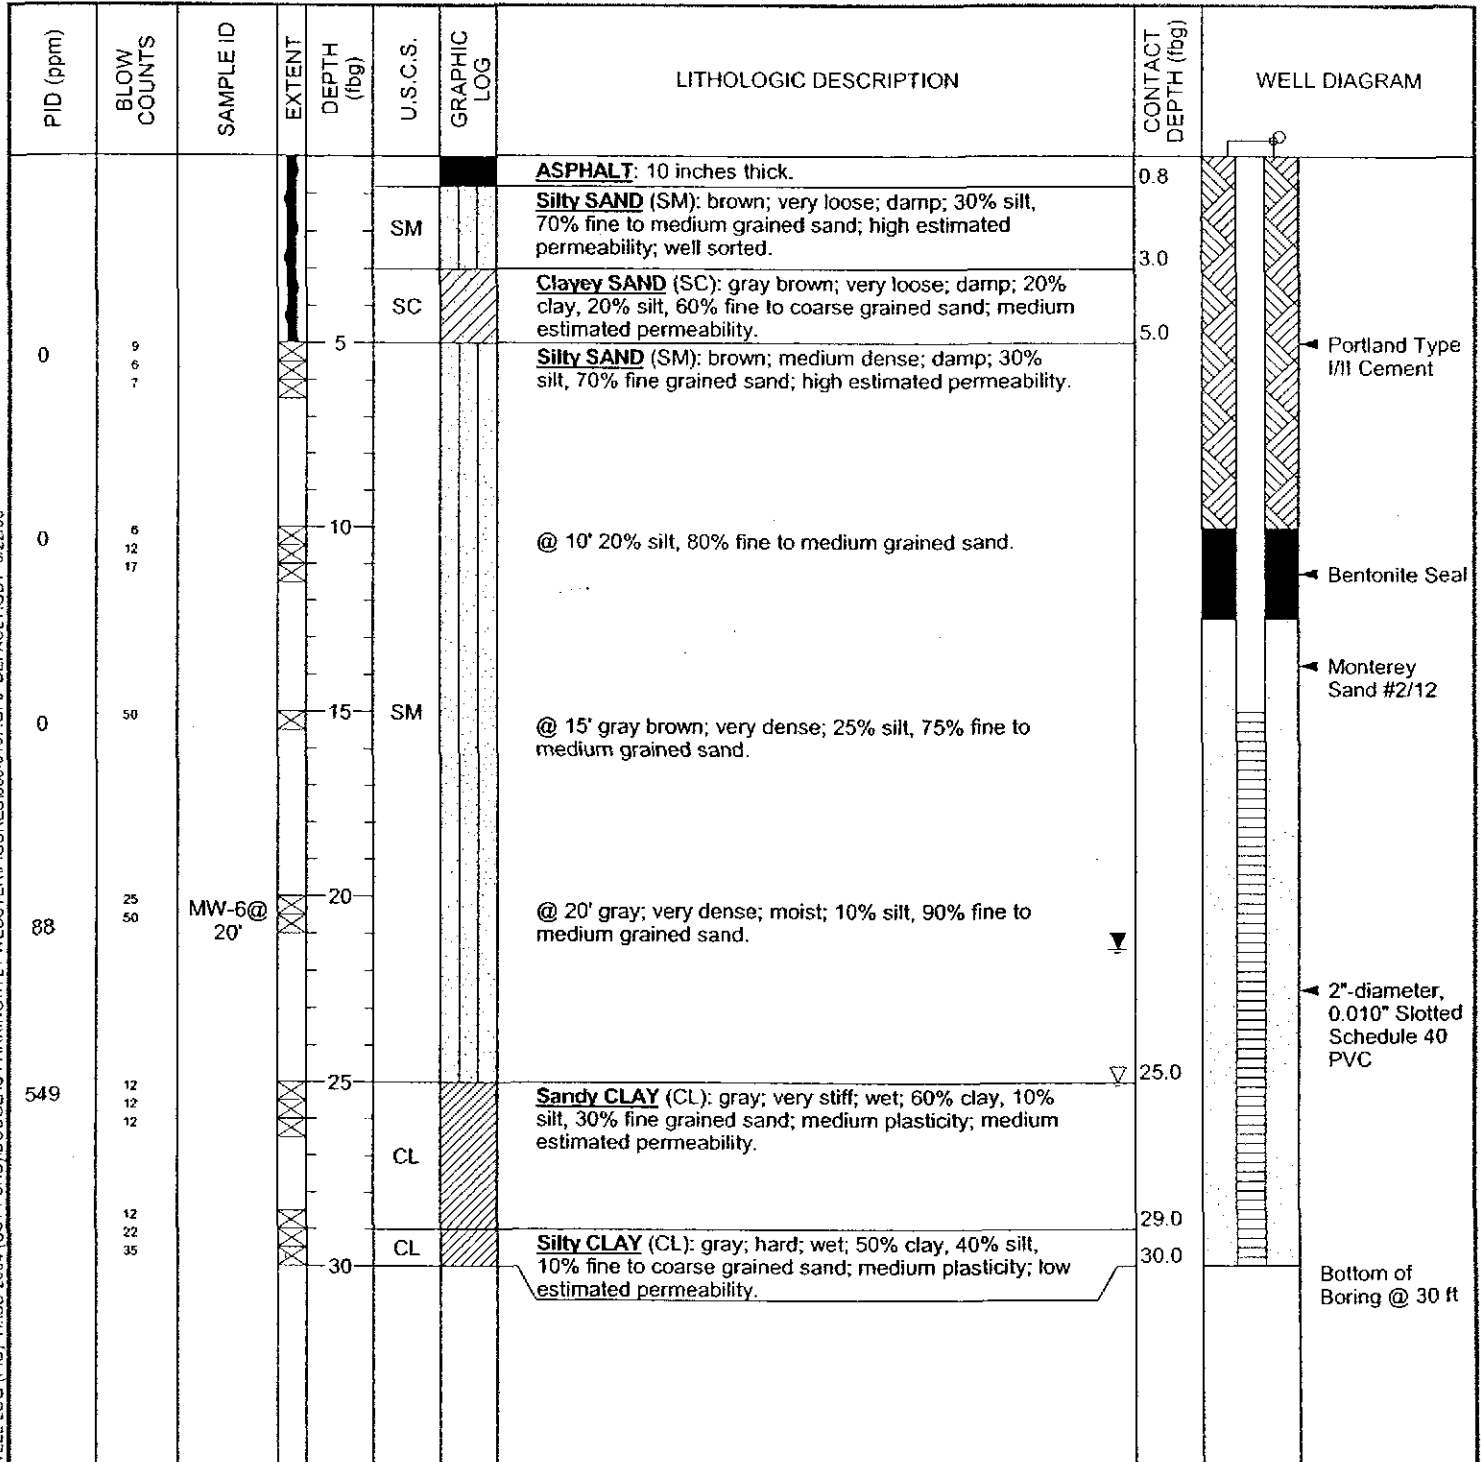 PID (ppm)
BLOW
COUNTS
SAMPLE ID
EXTENT
DEPTH
(fbg)
U.S.C.S.
GRAPHIC
LOG
LITHOLOGIC DESCRIPTION
CONTACT
DEPTH (fbg)
WELL DIAGRAM
ASPHALT: 10 inches thick.
0.8
SM
Silty SAND (SM): brown; very loose; damp; 30% silt,
70% fine to medium grained sand; high estimated
permeability; well sorted.
3.0
SC
Clayey SAND (SC): gray brown; very loose; damp; 20%
clay, 20% silt, 60% fine to coarse grained sand; medium
estimated permeability.
5.0
0
9
6
7
5
Silty SAND (SM): brown; medium dense; damp; 30%
silt, 70% fine grained sand; high estimated permeability.
Portland Type
I/II Cement
0
6
12
17
10
@ 10' 20% silt, 80% fine to medium grained sand.
Bentonite Seal
Monterey
Sand #2/12
0
50
15
SM
@ 15' gray brown; very dense; 25% silt, 75% fine to
medium grained sand.
88
25
50
MW-6@
20'
20
@ 20' gray; very dense; moist; 10% silt, 90% fine to
medium grained sand.
2"-diameter,
0.010" Slotted
Schedule 40
PVC
549
12
12
12
25
25.0
CL
Sandy CLAY (CL): gray; very stiff; wet; 60% clay, 10%
silt, 30% fine grained sand; medium plasticity; medium
estimated permeability.
12
22
35
29.0
CL
Silty CLAY (CL): gray; hard; wet; 50% clay, 40% silt,
10% fine to coarse grained sand; medium plasticity; low
estimated permeability.
30.0
30
Bottom of
Boring @ 30 ft